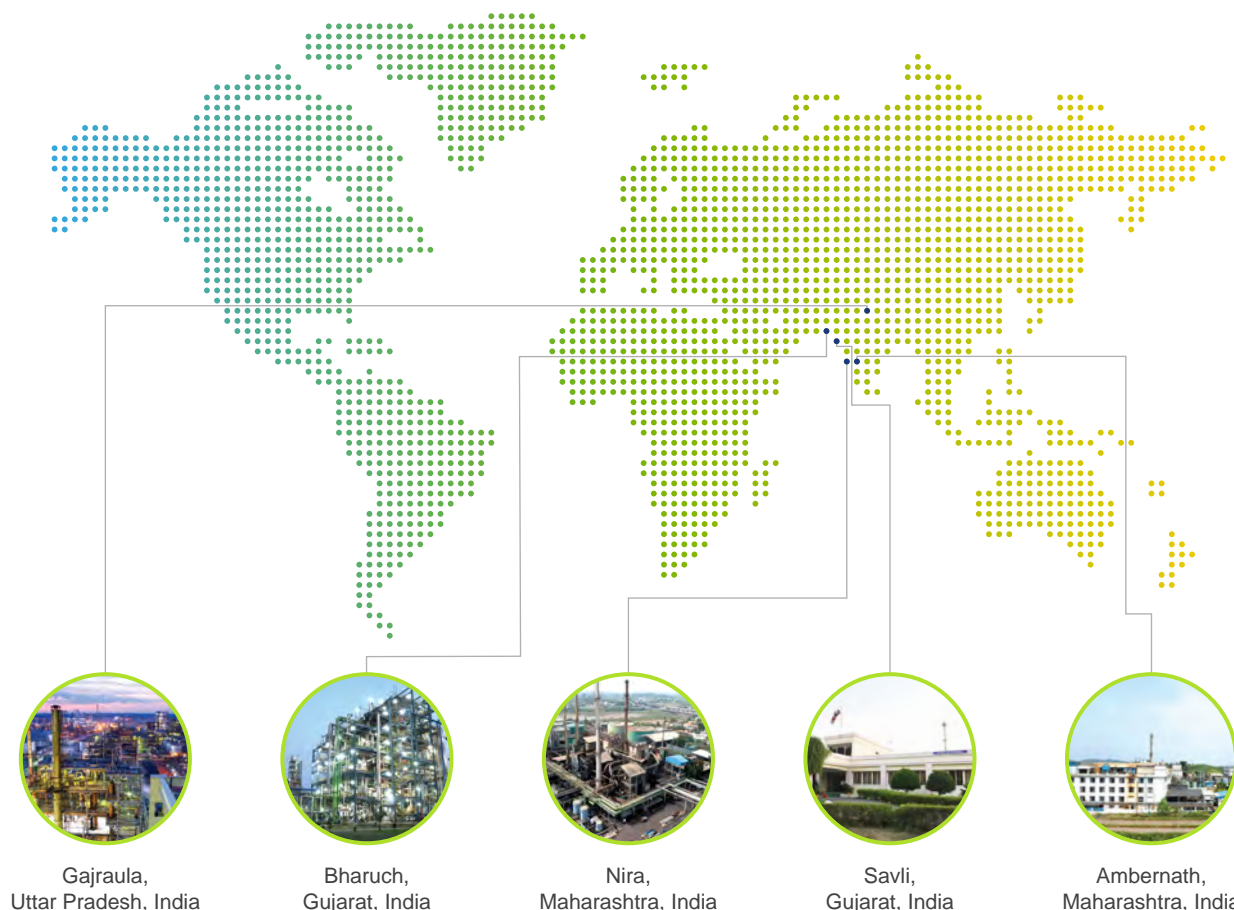 Gajraula,
Uttar Pradesh, India
Bharuch,
Gujarat, India
Nira,
Maharashtra, India
Savli,
Gujarat, India
Ambernath,
Maharashtra, India